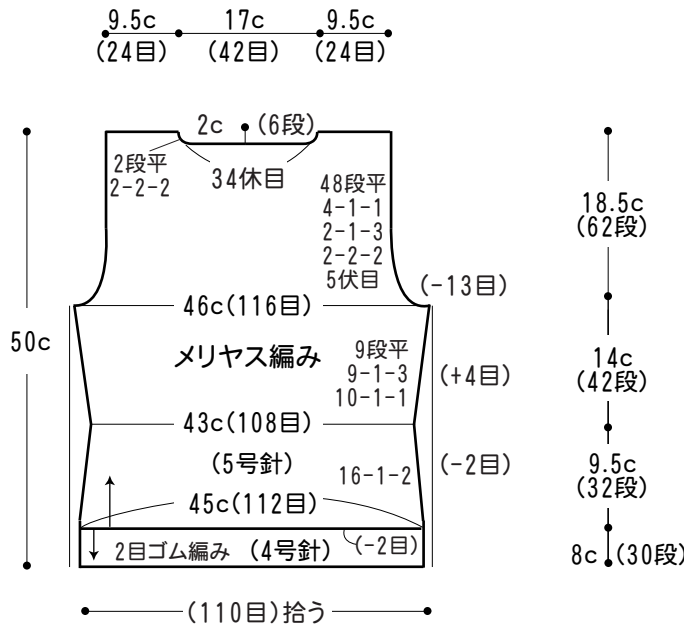 9.5c 17c 9.5c
(24目) (42目) (24目)
2c (6段)
2段平
2-2-2
34休目
48段平
4-1-1
2-1-3
2-2-2
5伏目
(-13目)
18.5c
(62段)
46c(116目)
50c
メリヤス編み
9段平
9-1-3
10-1-1
(+4目)
14c
(42段)
43c(108目)
(5号針)
16-1-2
(-2目)
9.5c
(32段)
45c(112目)
2目ゴム編み (4号針)
(-2目)
8c (30段)
(110目)拾う